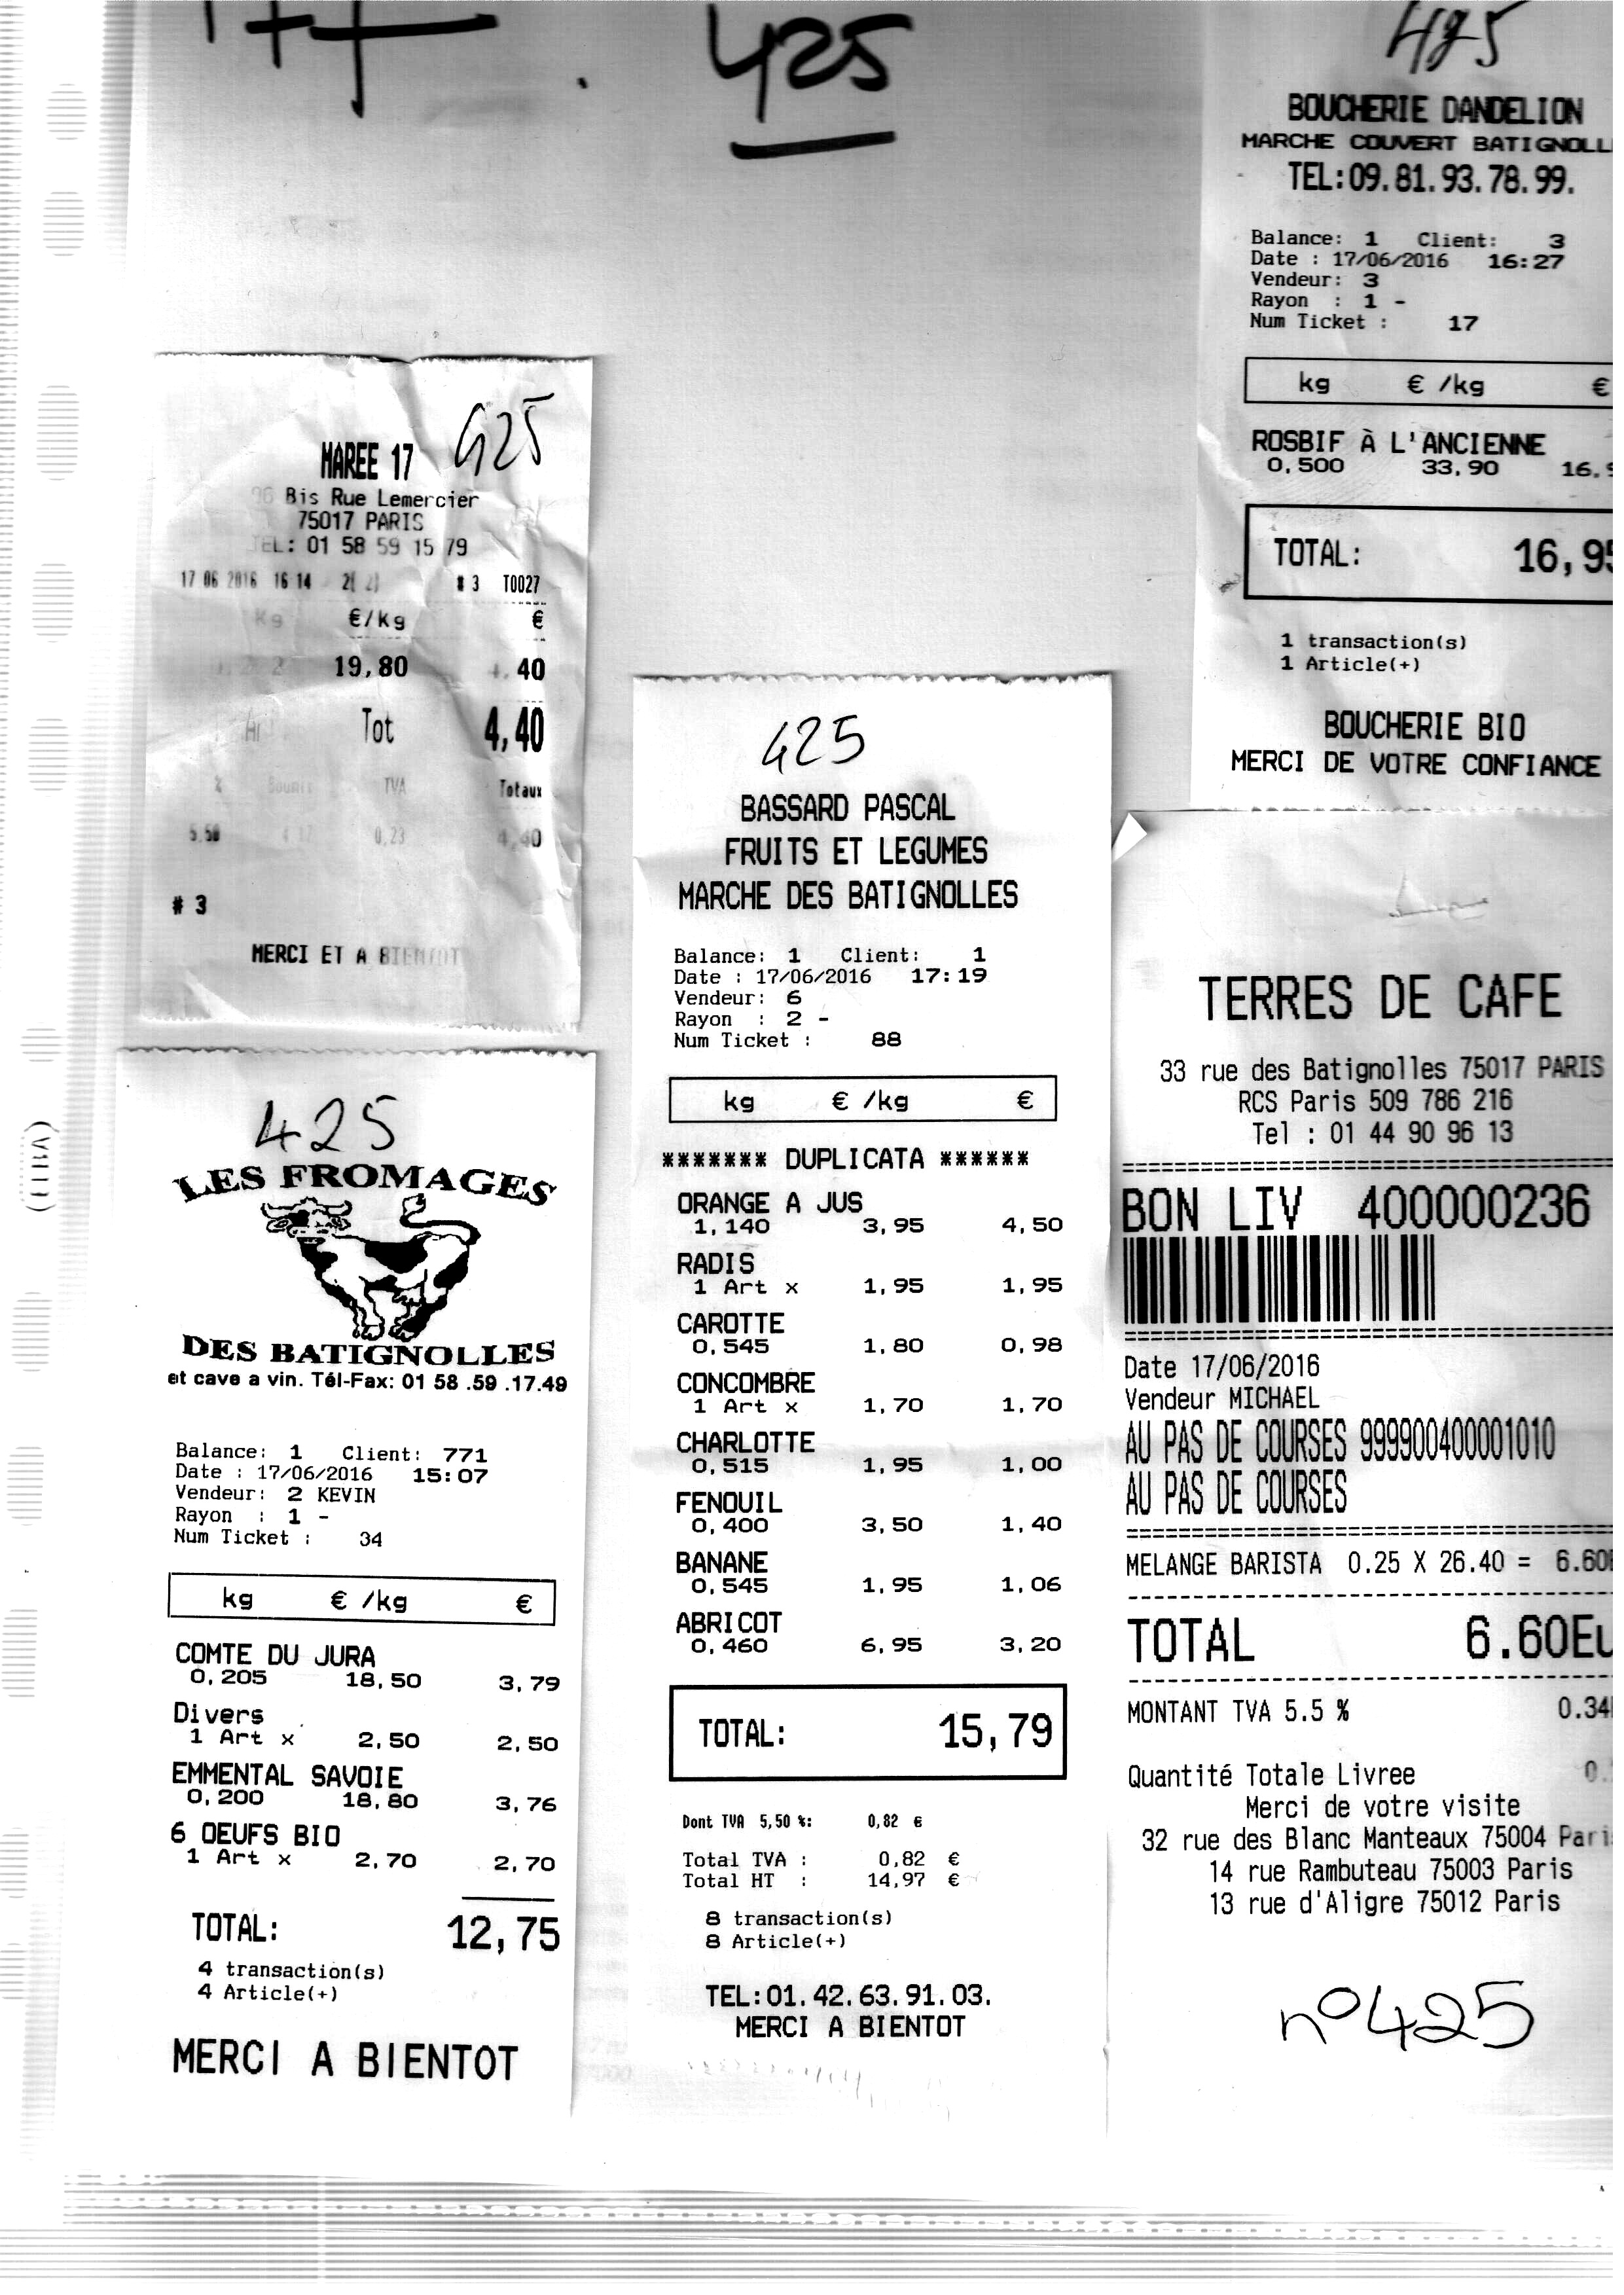 425
425
BOUCHERIE DANDELION
MARCHE COUVERT BATIGNOLL
TEL:09.81.93.78.99.
Balance: 1 Client: 3
Date : 17/06/2016 16:27
Vendeur: 3
Rayon : 1 -
Num Ticket : 17
kg € /kg €
ROSBIF À L'ANCIENNE
0,500 33,90 16,9
TOTAL: 16,95
1 transaction(s)
1 Article(+)
BOUCHERIE BIO
MERCI DE VOTRE CONFIANCE
425
MAREE 17
Bis Rue Lemercier
75017 PARIS
TEL: 01 58 59 15 79
17 06 2016 16 14 #3 T0027
Kg €/Kg €
19,80 4,40
Tot 4,40
% TVA Totaux
5.50 4.17 0,23 4,40
# 3
MERCI ET A BIENTOT
425
LES FROMAGES
DES BATIGNOLLES
et cave a vin. Tél-Fax: 01 58 .59 .17.49
Balance: 1 Client: 771
Date : 17/06/2016 15:07
Vendeur: 2 KEVIN
Rayon : 1 -
Num Ticket : 34
kg € /kg €
COMTE DU JURA
0,205 18,50 3,79
Divers
1 Art x 2,50 2,50
EMMENTAL SAVOIE
0,200 18,80 3,76
6 OEUFS BIO
1 Art x 2,70 2,70
TOTAL: 12,75
4 transaction(s)
4 Article(+)
MERCI A BIENTOT
425
BASSARD PASCAL
FRUITS ET LEGUMES
MARCHE DES BATIGNOLLES
Balance: 1 Client: 1
Date : 17/06/2016 17:19
Vendeur: 6
Rayon : 2 -
Num Ticket : 88
kg € /kg €
******* DUPLICATA ******
ORANGE A JUS
1,140 3,95 4,50
RADIS
1 Art x 1,95 1,95
CAROTTE
0,545 1,80 0,98
CONCOMBRE
1 Art x 1,70 1,70
CHARLOTTE
0,515 1,95 1,00
FENOUIL
0,400 3,50 1,40
BANANE
0,545 1,95 1,06
ABRICOT
0,460 6,95 3,20
TOTAL: 15,79
Dont TVA 5,50 %: 0,82 €
Total TVA : 0,82 €
Total HT : 14,97 €
8 transaction(s)
8 Article(+)
TEL:01.42.63.91.03.
MERCI A BIENTOT
TERRES DE CAFE
33 rue des Batignolles 75017 PARIS
RCS Paris 509 786 216
Tel : 01 44 90 96 13
BON LIV 400000236
Date 17/06/2016
Vendeur MICHAEL
AU PAS DE COURSES 999900400001010
AU PAS DE COURSES
MELANGE BARISTA 0.25 X 26.40 = 6.60
TOTAL 6.60Eu
MONTANT TVA 5.5 % 0.34
Quantité Totale Livree 0.
Merci de votre visite
32 rue des Blanc Manteaux 75004 Pari
14 rue Rambuteau 75003 Paris
13 rue d'Aligre 75012 Paris
n°425
(V111)